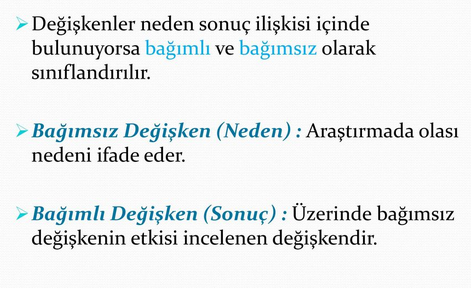 ➢Değişkenler neden sonuç ilişkisi içinde
bulunuyorsa bağımlı ve bağımsız olarak
sınıflandırılır.
➢Bağımsız Değişken (Neden) : Araştırmada olası
nedeni ifade eder.
➢Bağımlı Değişken (Sonuç) : Üzerinde bağımsız
değişkenin etkisi incelenen değişkendir.